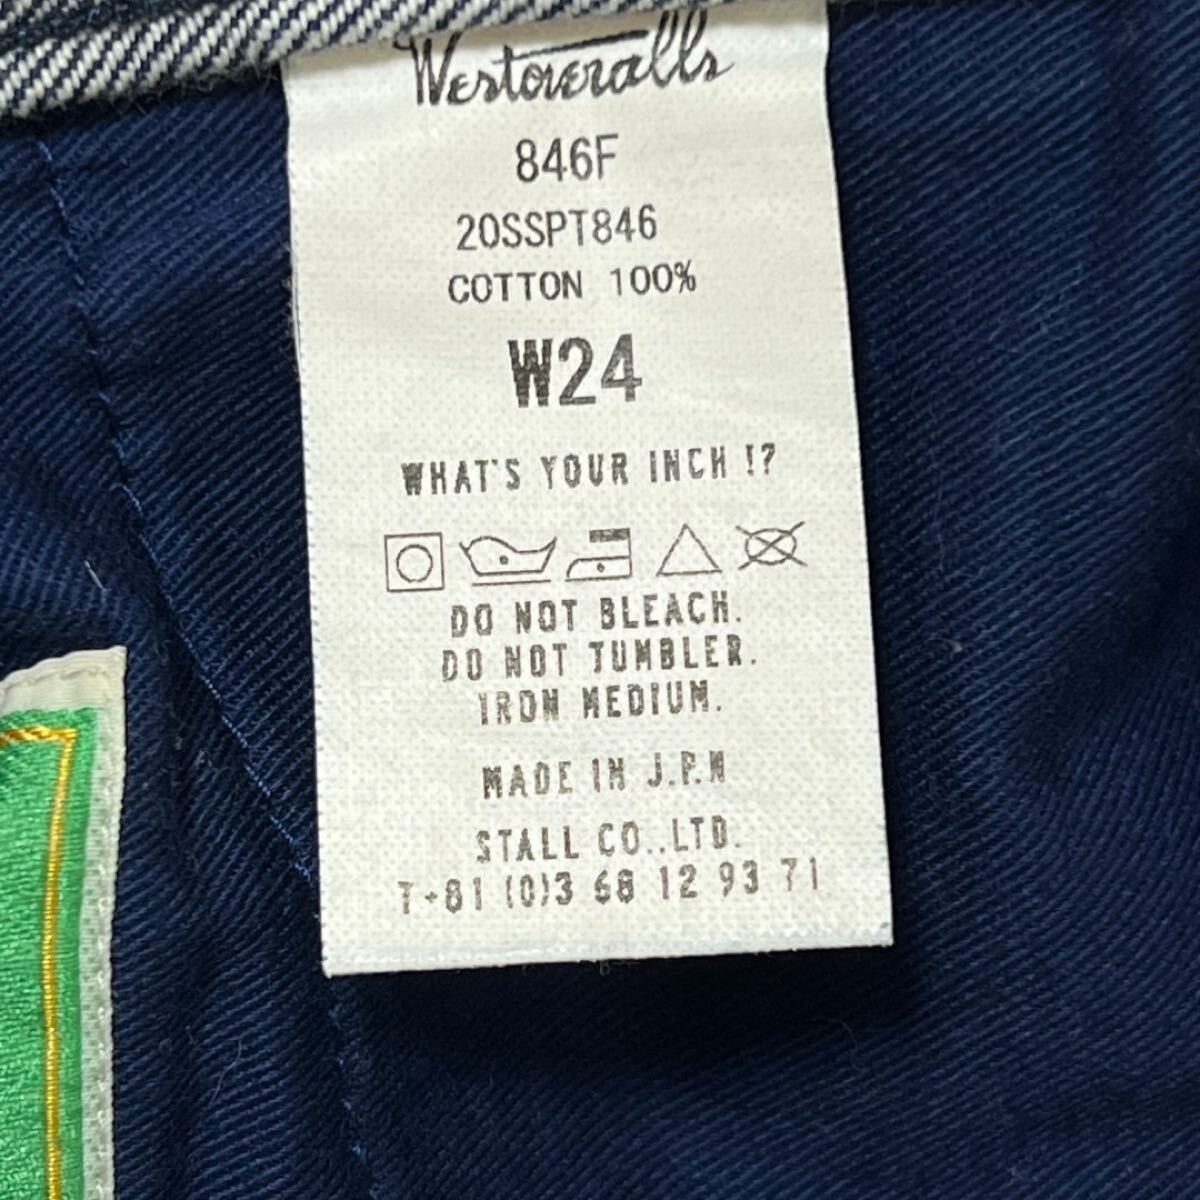 Westoveralls
846F
20SSPT846
COTTON 100%
W24
WHAT'S YOUR INCH !?
DO NOT BLEACH.
DO NOT TUMBLER.
IRON MEDIUM.
MADE IN J.P.N
STALL CO.,LTD.
T+81 (0)3 68 12 93 71